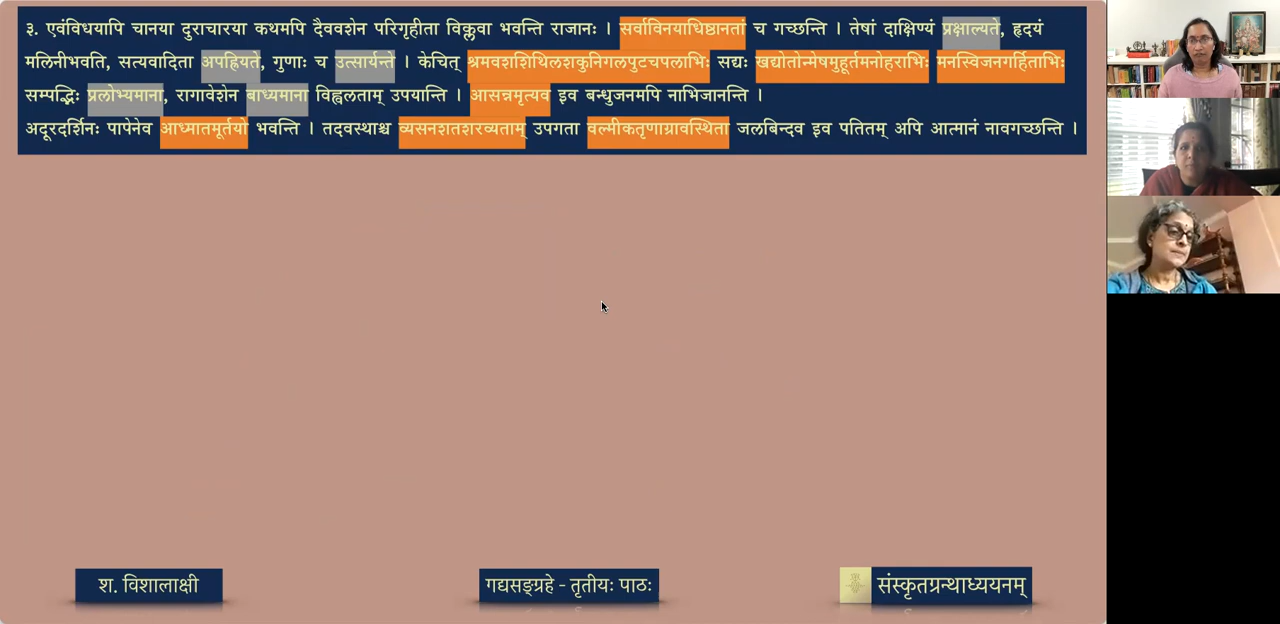 ३. एवंविधयापि चानया दुराचारया कथमपि दैववशेन परिगृहीता विक्लवा भवन्ति राजानः । सर्वाविनयाधिष्ठानतां च गच्छन्ति । तेषां दाक्षिण्यं प्रक्षाल्यते, हृदयं
मलिनीभवति, सत्यवादिता अपह्रियते, गुणाः च उत्सार्यन्ते । केचित् श्रमवशशिथिलशकुनिगलपुटचपलाभिः सद्यः खद्योतोन्मेषमुहूर्तमनोहराभिः मनस्विजनगर्हिताभिः
सम्पद्भिः प्रलोभ्यमाना, रागावेशेन बाध्यमाना विह्वलताम् उपयान्ति । आसन्नमृत्यव इव बन्धुजनमपि नाभिजानन्ति ।
अदूरदर्शिनः पापेनेव आध्मातमूर्तयो भवन्ति । तदवस्थाश्च व्यसनशतशरव्यताम् उपगता वल्मीकतृणाग्रावस्थिता जलबिन्दव इव पतितम् अपि आत्मानं नावगच्छन्ति ।
श. विशालाक्षी
गद्यसङ्ग्रहे - तृतीयः पाठः
संस्कृतग्रन्थाध्ययनम्